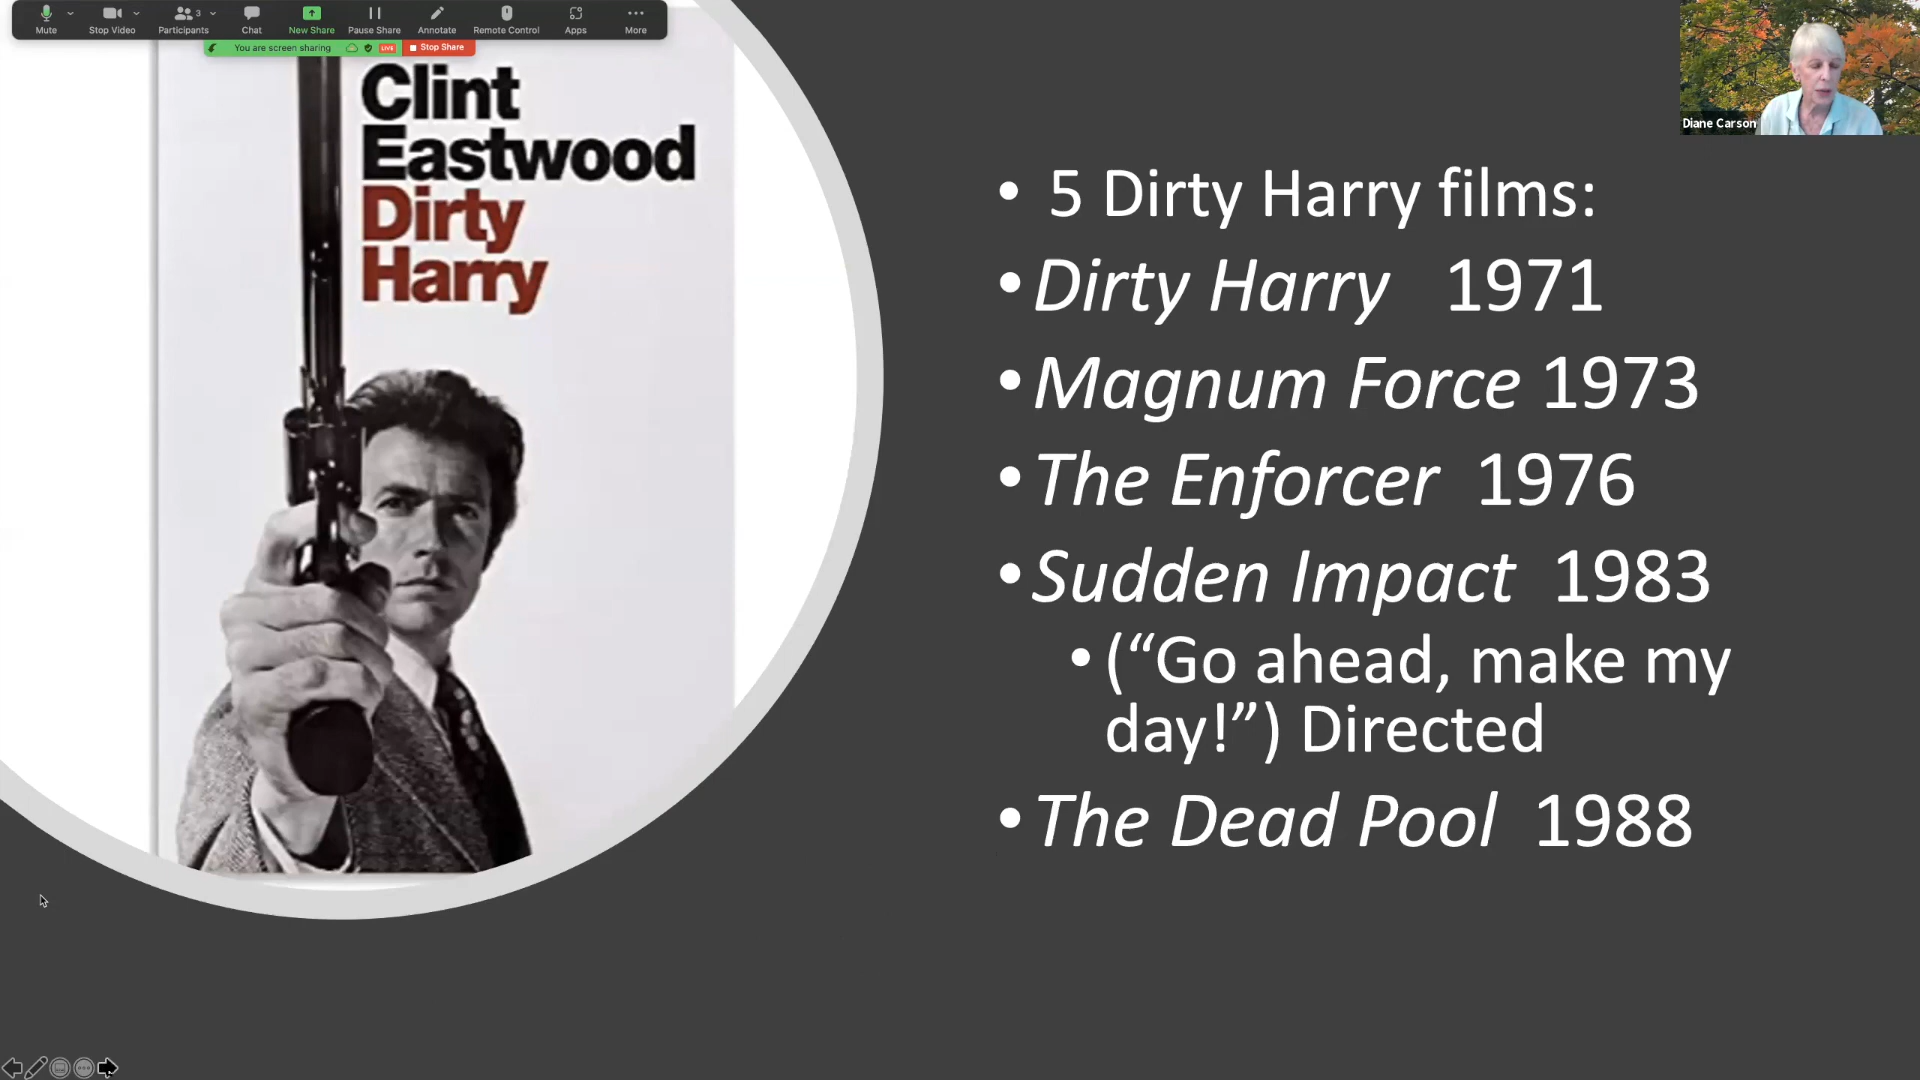 Mute
Stop Video
Participants 3
Chat
New Share
Pause Share
Annotate
Remote Control
Apps
More
You are screen sharing
LIVE
Stop Share
Diane Carson
Clint
Eastwood
Dirty
Harry
• 5 Dirty Harry films:
• Dirty Harry 1971
• Magnum Force 1973
• The Enforcer 1976
• Sudden Impact 1983
• (“Go ahead, make my
day!”) Directed
• The Dead Pool 1988